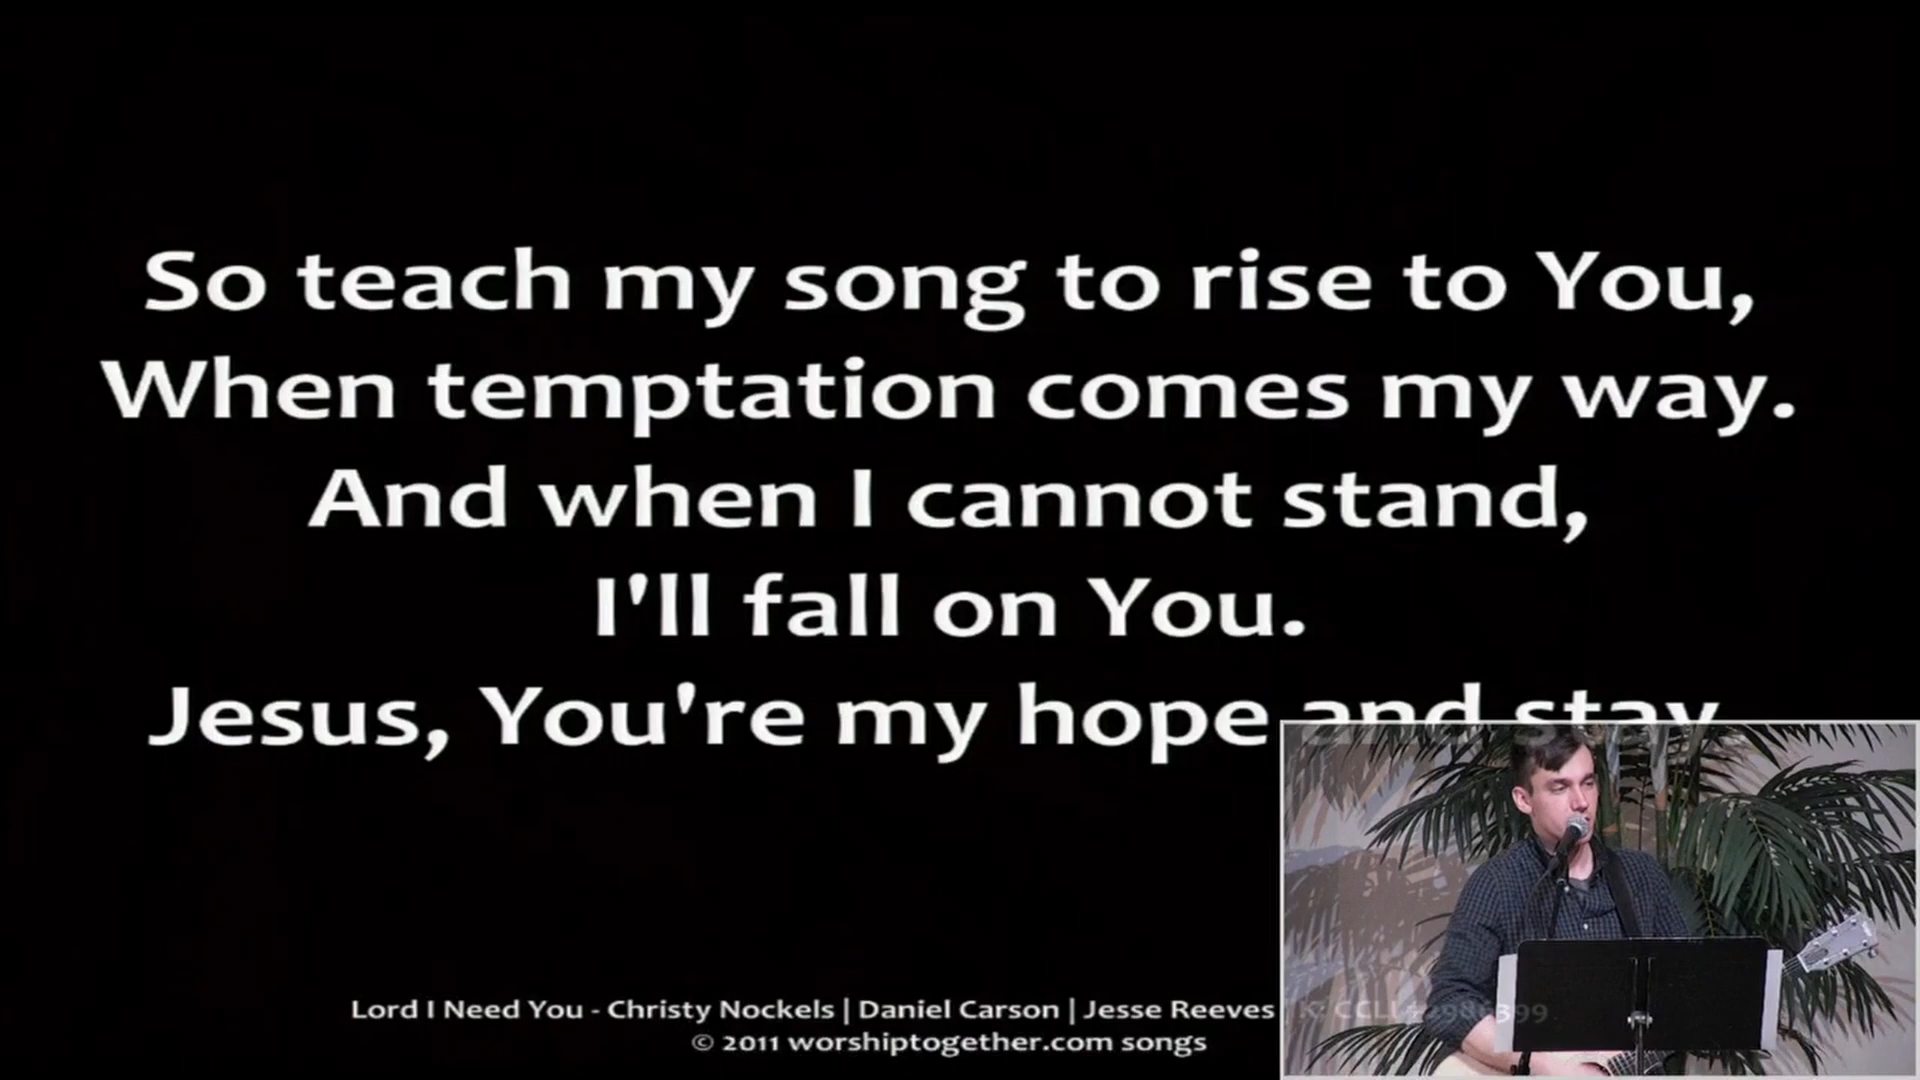 So teach my song to rise to You,
When temptation comes my way.
And when I cannot stand,
I'll fall on You.
Jesus, You're my hope and stay.
Lord I Need You - Christy Nockels | Daniel Carson | Jesse Reeves
© 2011 worshiptogether.com songs